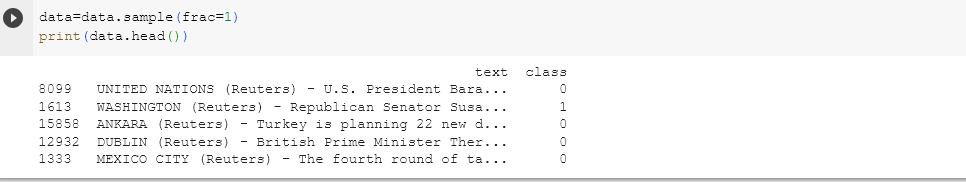 data=data.sample(frac=1)
print(data.head())
text class
8099 UNITED NATIONS (Reuters) - U.S. President Bara... 0
1613 WASHINGTON (Reuters) - Republican Senator Susa... 1
15858 ANKARA (Reuters) - Turkey is planning 22 new d... 0
12932 DUBLIN (Reuters) - British Prime Minister Ther... 0
1333 MEXICO CITY (Reuters) - The fourth round of ta... 0